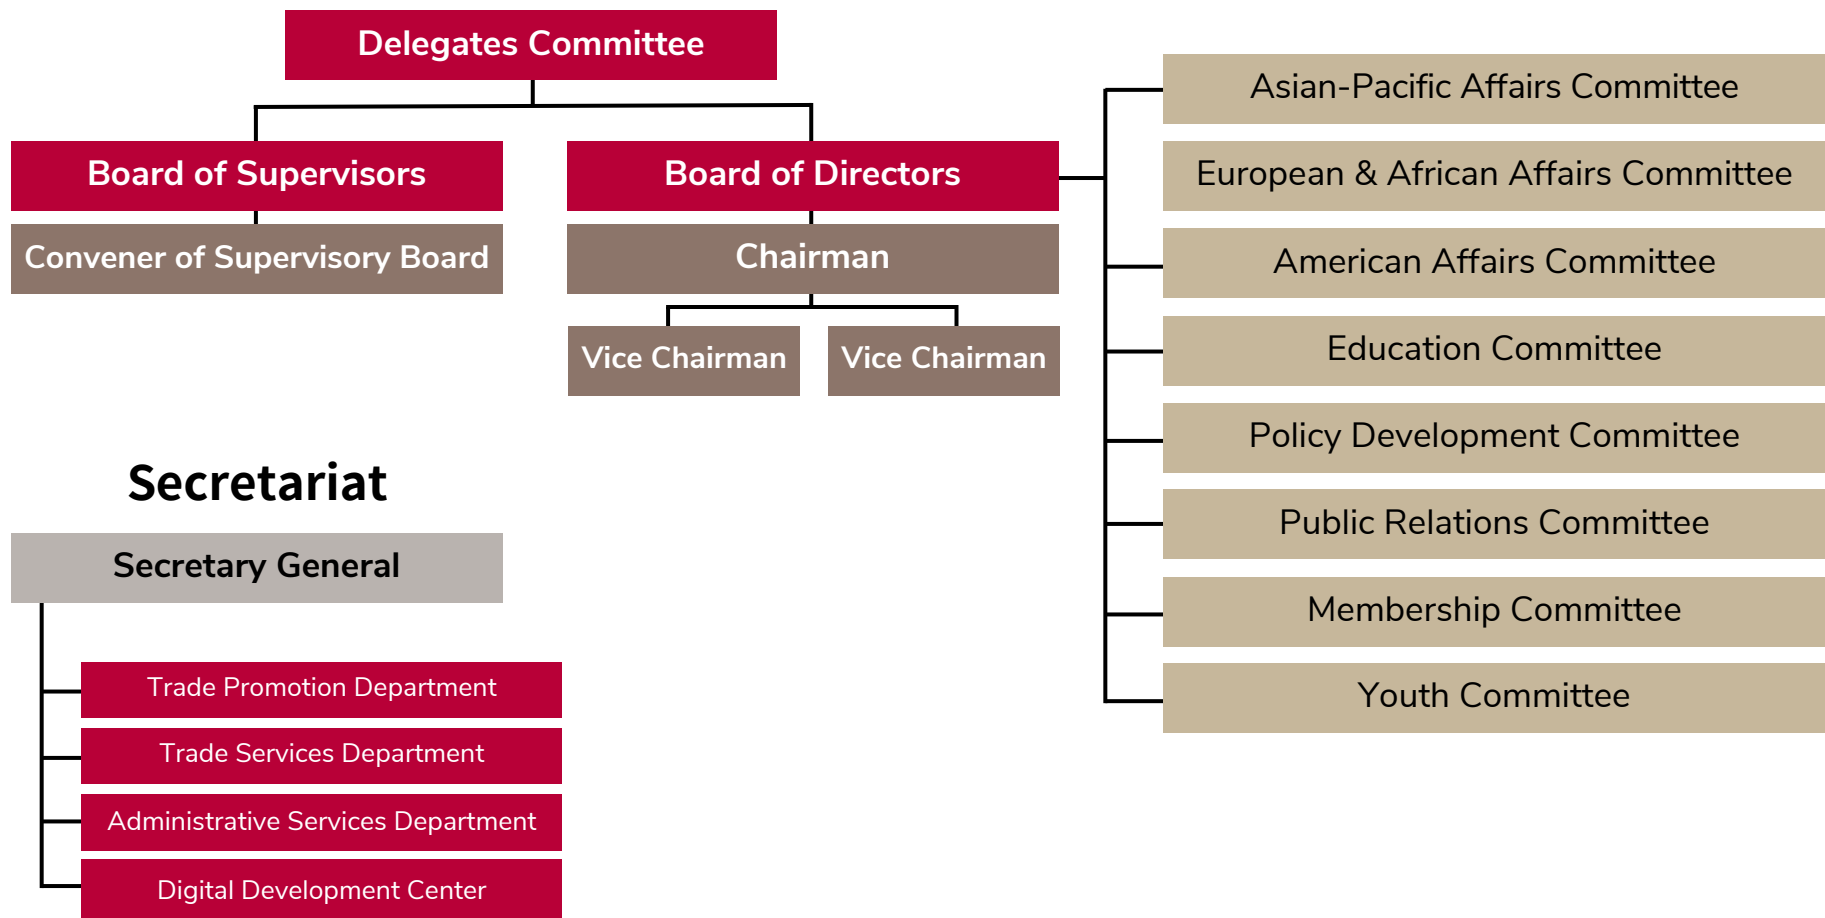 Delegates Committee
Board of Supervisors
Convener of Supervisory Board
Board of Directors
Chairman
Vice Chairman
Vice Chairman
Asian-Pacific Affairs Committee
European & African Affairs Committee
American Affairs Committee
Education Committee
Policy Development Committee
Public Relations Committee
Membership Committee
Youth Committee
Secretariat
Secretary General
Trade Promotion Department
Trade Services Department
Administrative Services Department
Digital Development Center